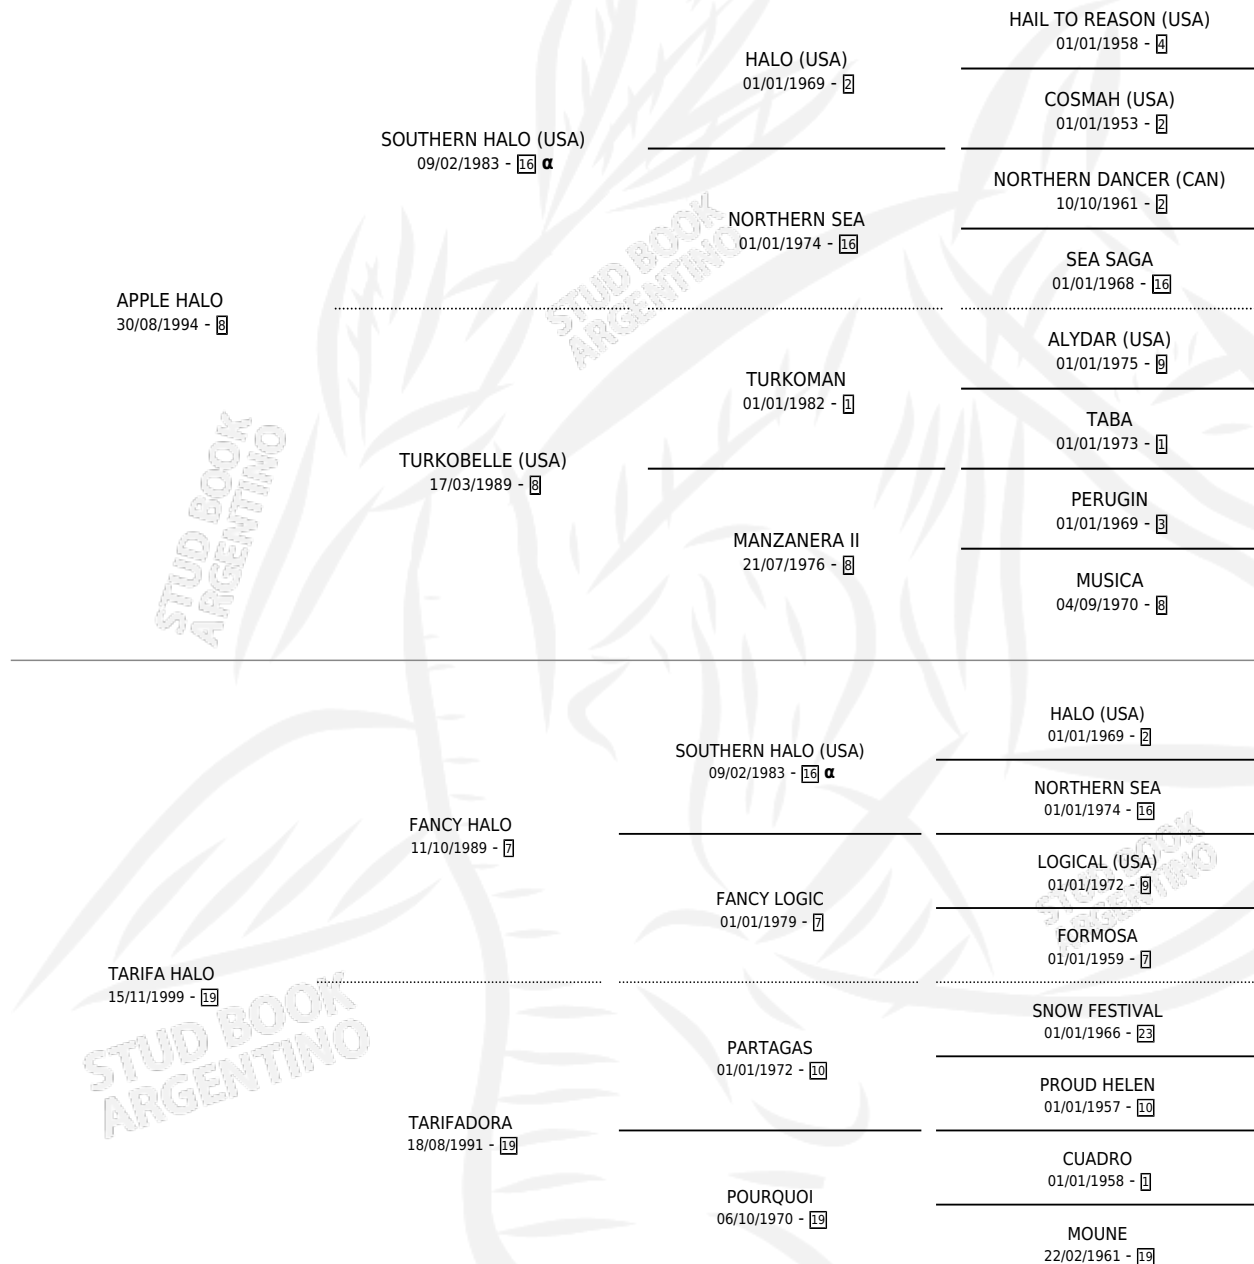 HAIL TO REASON (USA)
01/01/1958 - 4
HALO (USA)
01/01/1969 - 2
COSMAH (USA)
01/01/1953 - 2
SOUTHERN HALO (USA)
09/02/1983 - 16 α
NORTHERN DANCER (CAN)
10/10/1961 - 2
NORTHERN SEA
01/01/1974 - 16
SEA SAGA
01/01/1968 - 16
APPLE HALO
30/08/1994 - 8
ALYDAR (USA)
01/01/1975 - 9
TURKOMAN
01/01/1982 - 1
TABA
01/01/1973 - 1
TURKOBELLE (USA)
17/03/1989 - 8
PERUGIN
01/01/1969 - 3
MANZANERA II
21/07/1976 - 8
MUSICA
04/09/1970 - 8
STUD BOOK
ARGENTINO
STUD BOOK
ARGENTINO
HALO (USA)
01/01/1969 - 2
SOUTHERN HALO (USA)
09/02/1983 - 16 α
NORTHERN SEA
01/01/1974 - 16
FANCY HALO
11/10/1989 - 7
LOGICAL (USA)
01/01/1972 - 9
FANCY LOGIC
01/01/1979 - 7
FORMOSA
01/01/1959 - 7
TARIFA HALO
15/11/1999 - 19
SNOW FESTIVAL
01/01/1966 - 23
PARTAGAS
01/01/1972 - 10
PROUD HELEN
01/01/1957 - 10
TARIFADORA
18/08/1991 - 19
CUADRO
01/01/1958 - 1
POURQUOI
06/10/1970 - 19
MOUNE
22/02/1961 - 19
STUD BOOK
ARGENTINO
STUD BOOK
ARGENTINO